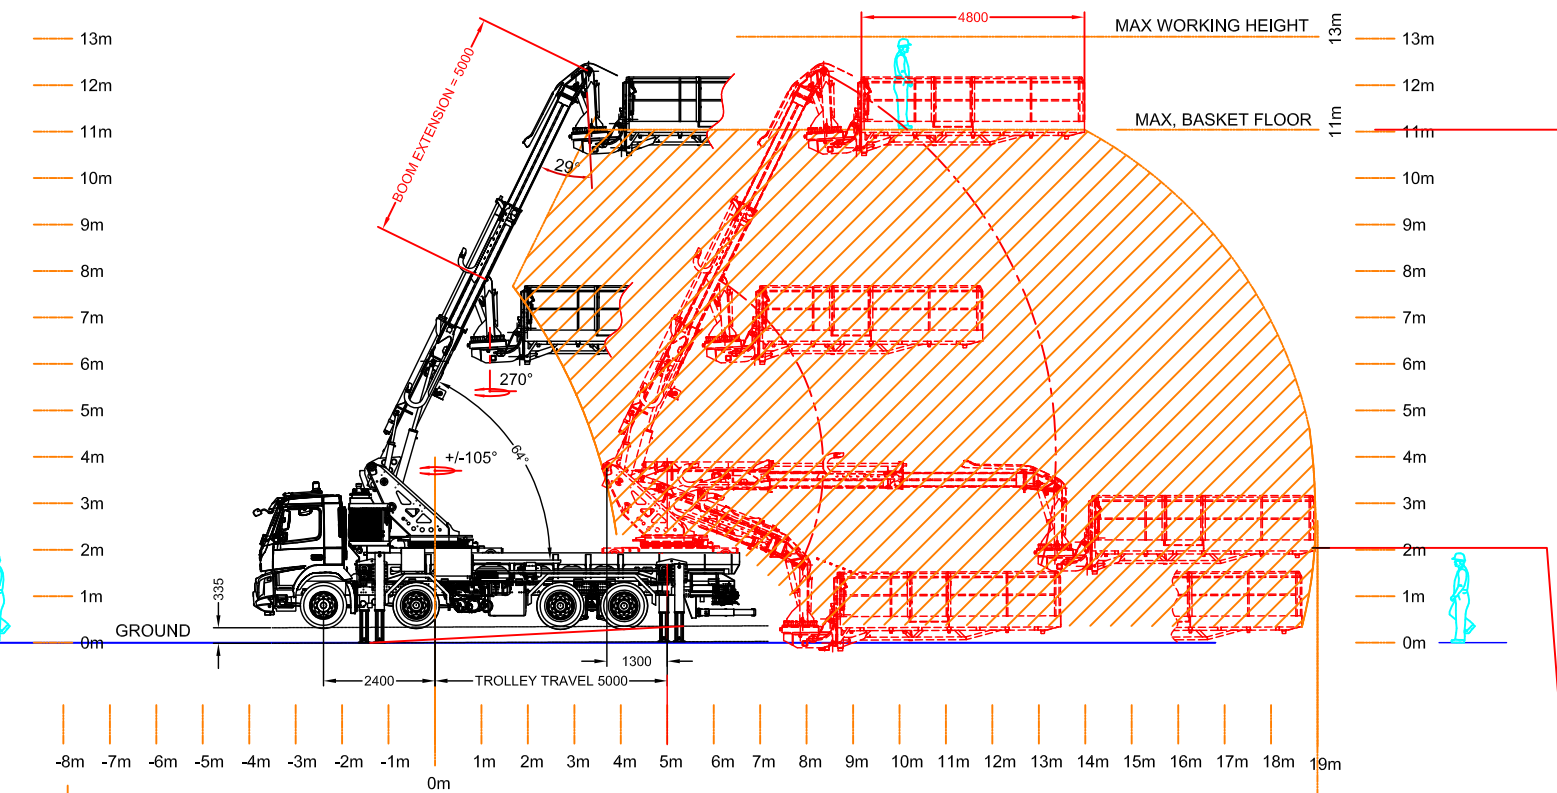 4800
MAX WORKING HEIGHT
13m
13m
13m
BOOM EXTENSION = 5000
12m
12m
MAX, BASKET FLOOR
11m
11m
11m
29°
10m
10m
9m
9m
8m
8m
7m
7m
6m
6m
270°
5m
5m
64°
+/-105°
4m
4m
3m
3m
2m
2m
335
1m
1m
GROUND
0m
0m
1300
2400
TROLLEY TRAVEL 5000
-8m
-7m
-6m
-5m
-4m
-3m
-2m
-1m
0m
1m
2m
3m
4m
5m
6m
7m
8m
9m
10m
11m
12m
13m
14m
15m
16m
17m
18m
19m